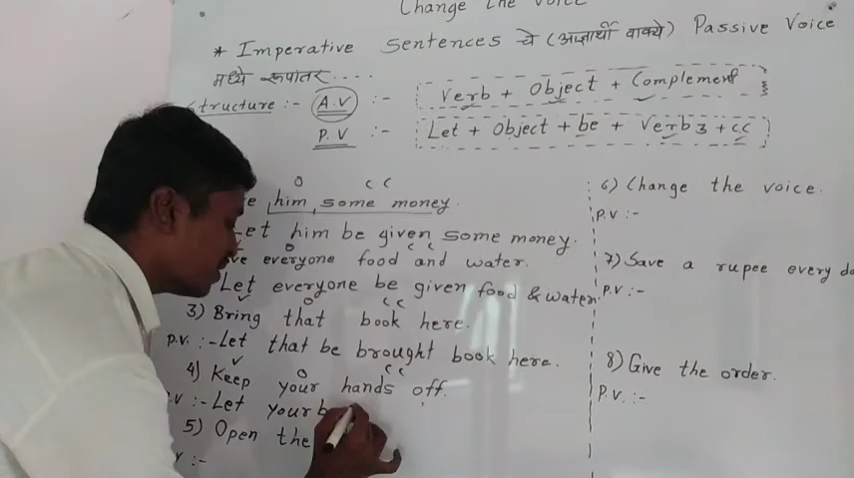 Change the Voice
* Imperative Sentences चे (आज्ञार्थी वाक्ये) Passive Voice
मध्ये रूपांतर....
Structure :- A.V :- Verb + Object + Complement
P.V :- Let + Object + be + Verb3 + cc
O cc
him some money.
Let him be given some money.
O cc
everyone food and water.
Let everyone be given food & water.
O cc
3) Bring that book here.
P.V. :- Let that be brought book here.
O cc
4) Keep your hands off.
:- Let your b
5) Open the
:-
6) Change the voice.
P.V :-
7) Save a rupee every
P.V :-
8) Give the order.
P.V. :-